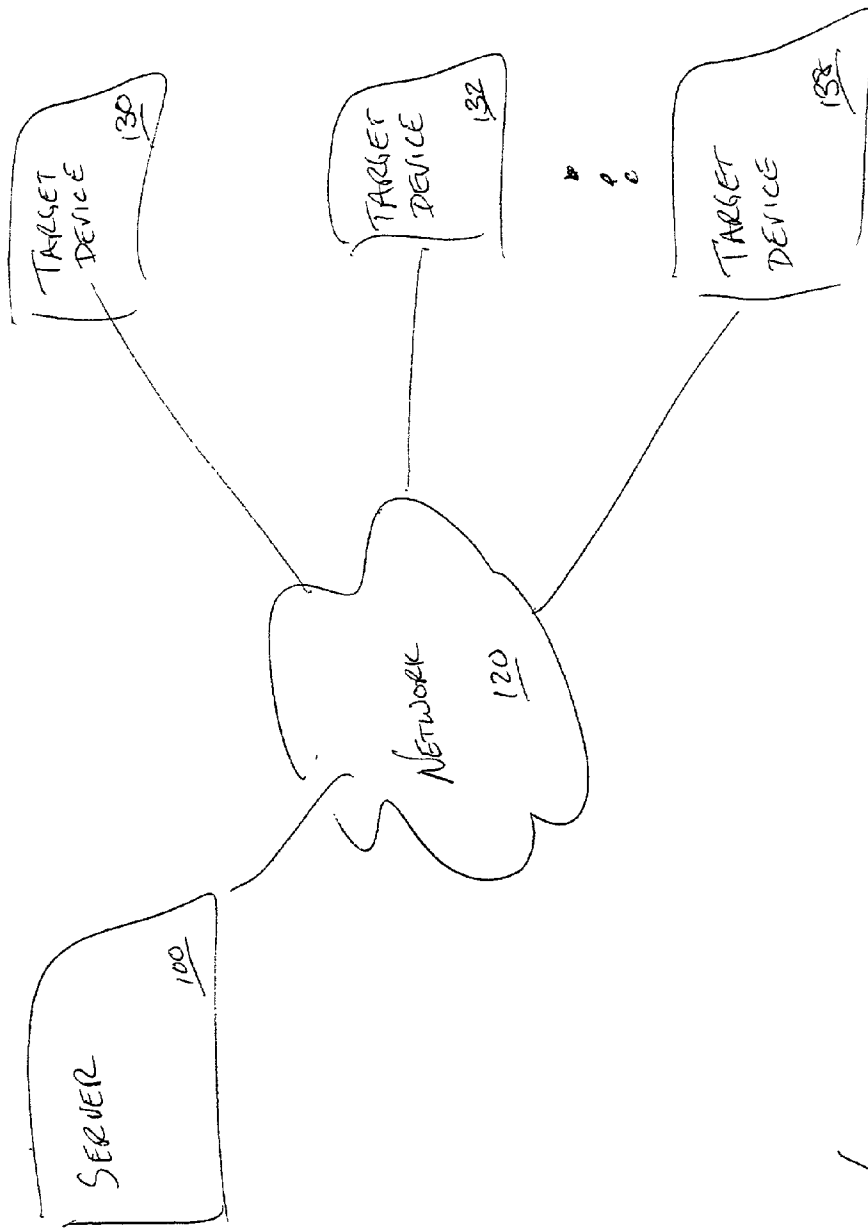 SERVER
100
NETWORK
120
TARGET
DEVICE
130
TARGET
DEVICE
132
TARGET
DEVICE
138